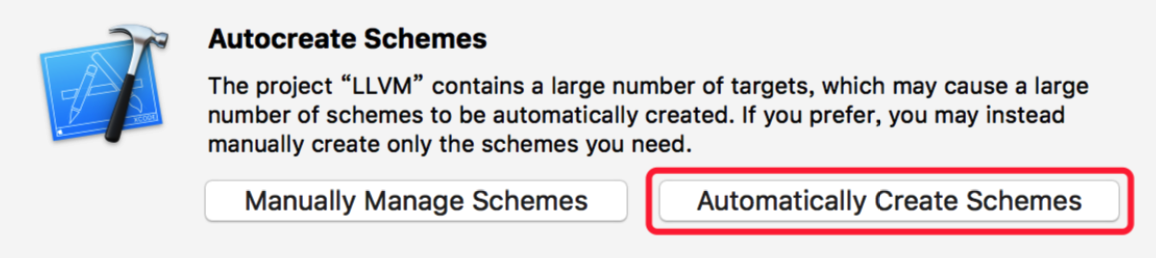 Autocreate Schemes
The project “LLVM” contains a large number of targets, which may cause a large
number of schemes to be automatically created. If you prefer, you may instead
manually create only the schemes you need.
Manually Manage Schemes
Automatically Create Schemes
XCODE